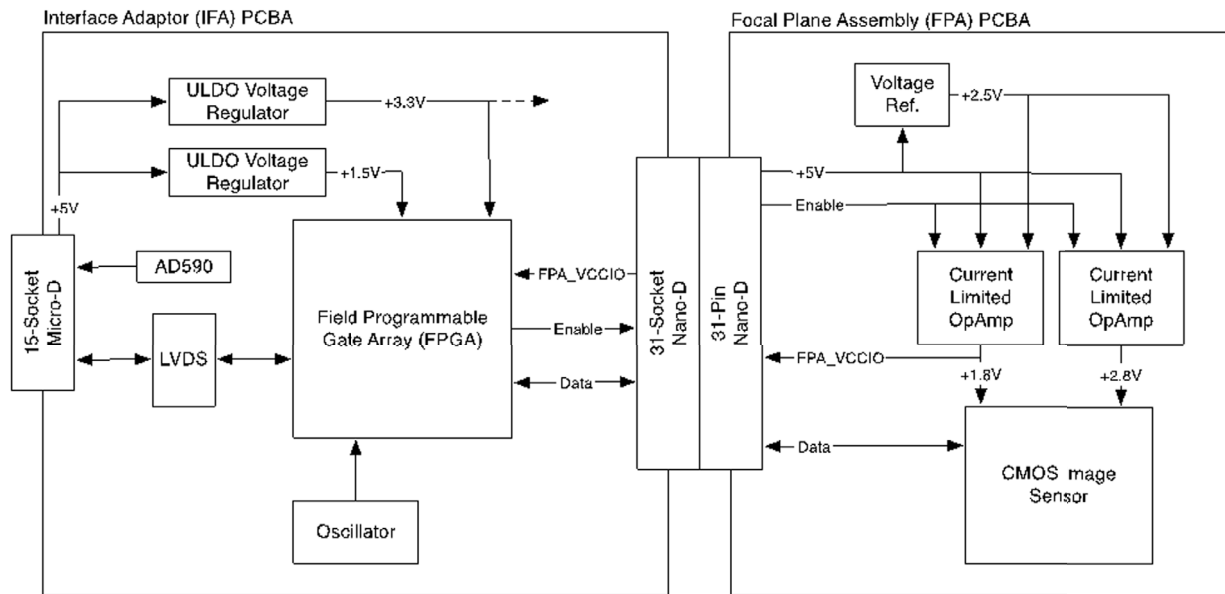 Interface Adaptor (IFA) PCBA
Focal Plane Assembly (FPA) PCBA
ULDO Voltage
Regulator
+3.3V
ULDO Voltage
Regulator
+1.5V
+5V
15-Socket
Micro-D
AD590
LVDS
Field Programmable
Gate Array (FPGA)
Oscillator
FPA_VCCIO
Enable
Data
31-Socket
Nano-D
31-Pin
Nano-D
Voltage
Ref.
+2.5V
+5V
Enable
Current
Limited
OpAmp
Current
Limited
OpAmp
FPA_VCCIO
+1.8V
+2.8V
Data
CMOS mage
Sensor